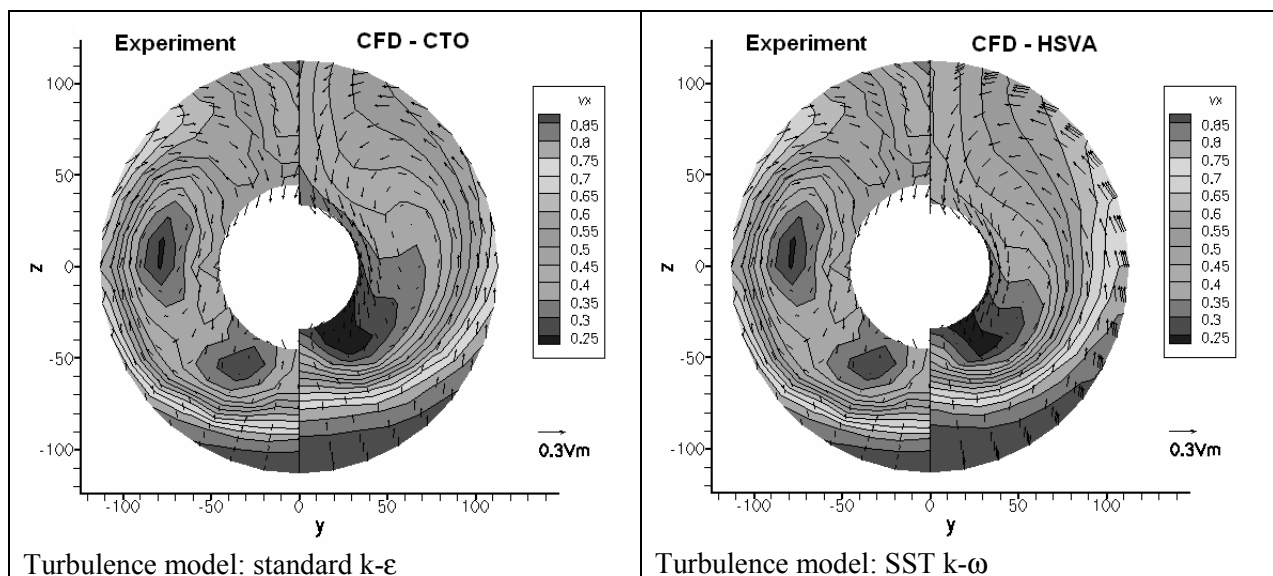 Experiment CFD - CTO
vx
0.85
0.8
0.75
0.7
0.65
0.6
0.55
0.5
0.45
0.4
0.35
0.3
0.25
100
50
0
-50
-100
z
-100 -50 0 50 100
y
0.3Vm
Turbulence model: standard k-ε
Experiment CFD - HSVA
vx
0.85
0.8
0.75
0.7
0.65
0.6
0.55
0.5
0.45
0.4
0.35
0.3
0.25
100
50
0
-50
-100
z
-100 -50 0 50 100
y
0.3Vm
Turbulence model: SST k-ω